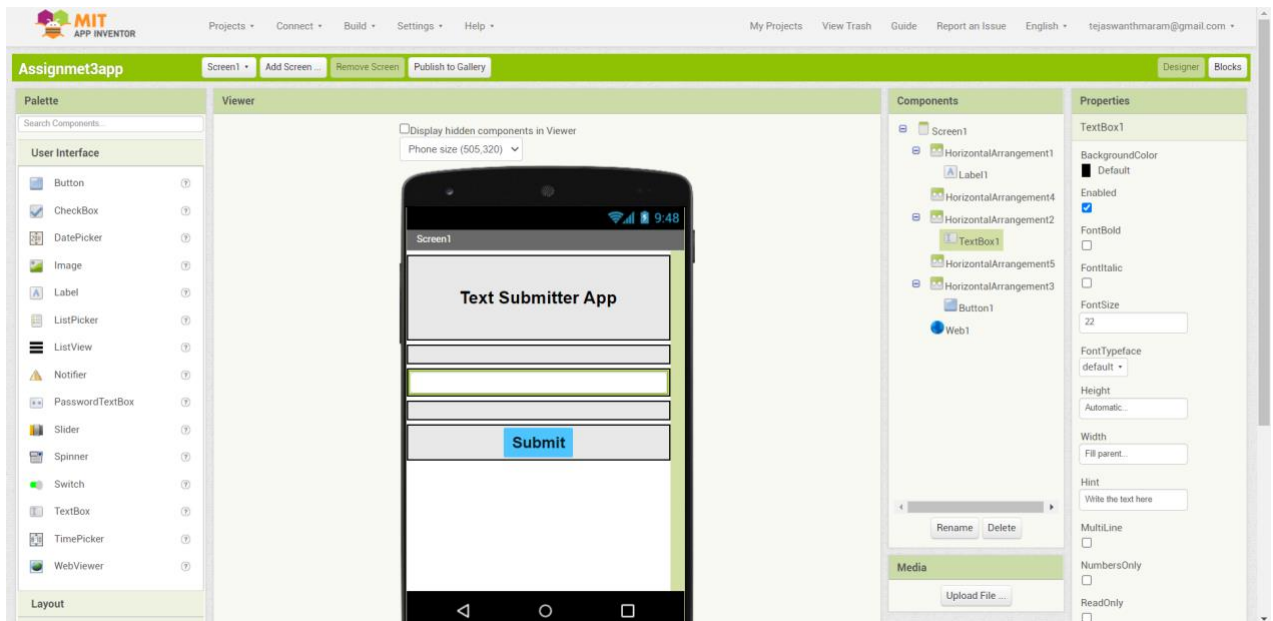 MIT
APP INVENTOR
Projects Connect Build Settings Help My Projects View Trash Guide Report an Issue English tejaswanthmaram@gmail.com
Assignmet3app Screen1 Add Screen ... Remove Screen Publish to Gallery Designer Blocks
Palette
Search Components...
User Interface
Button
CheckBox
DatePicker
Image
Label
ListPicker
ListView
Notifier
PasswordTextBox
Slider
Spinner
Switch
TextBox
TimePicker
WebViewer
Layout
Viewer
Display hidden components in Viewer
Phone size (505,320)
9:48
Screen1
Text Submitter App
Submit
Components
Screen1
HorizontalArrangement1
Label1
HorizontalArrangement4
HorizontalArrangement2
TextBox1
HorizontalArrangement5
HorizontalArrangement3
Button1
Web1
Rename Delete
Media
Upload File ...
Properties
TextBox1
BackgroundColor
Default
Enabled
FontBold
FontItalic
FontSize
22
FontTypeface
default
Height
Automatic...
Width
Fill parent...
Hint
Write the text here
MultiLine
NumbersOnly
ReadOnly